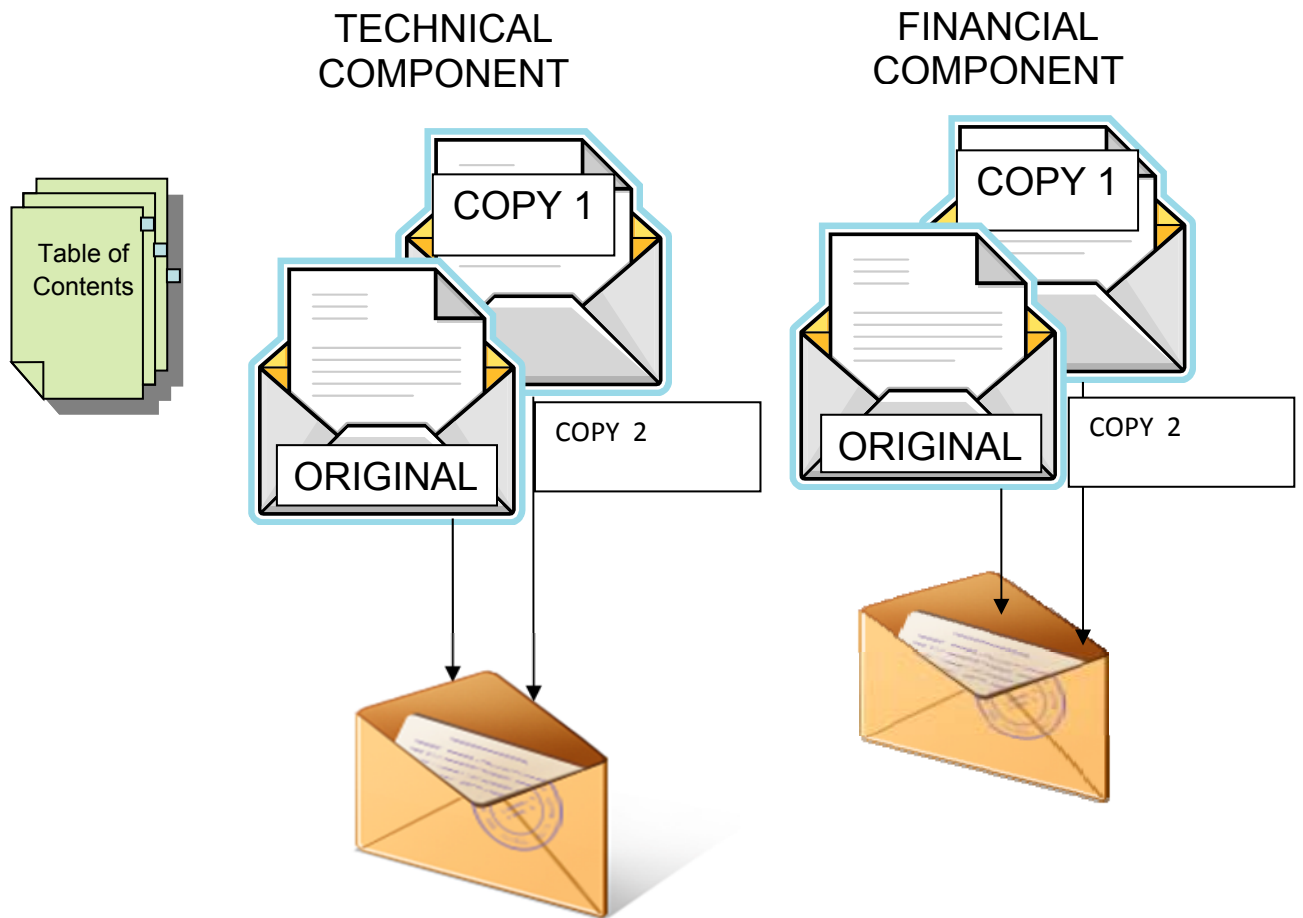 TECHNICAL
COMPONENT
FINANCIAL
COMPONENT
Table of
Contents
COPY 1
ORIGINAL
COPY  2
COPY 1
ORIGINAL
COPY  2